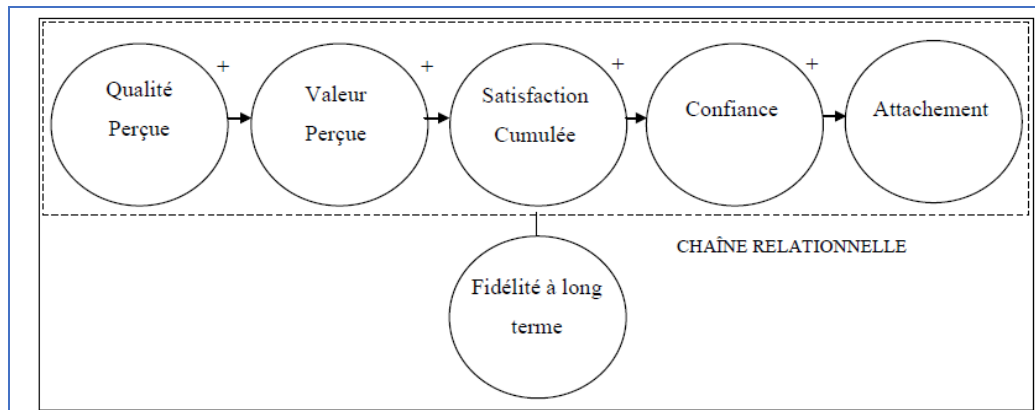 Qualité
Perçue
+
Valeur
Perçue
+
Satisfaction
Cumulée
+
Confiance
+
Attachement
CHAÎNE RELATIONNELLE
Fidélité à long
terme